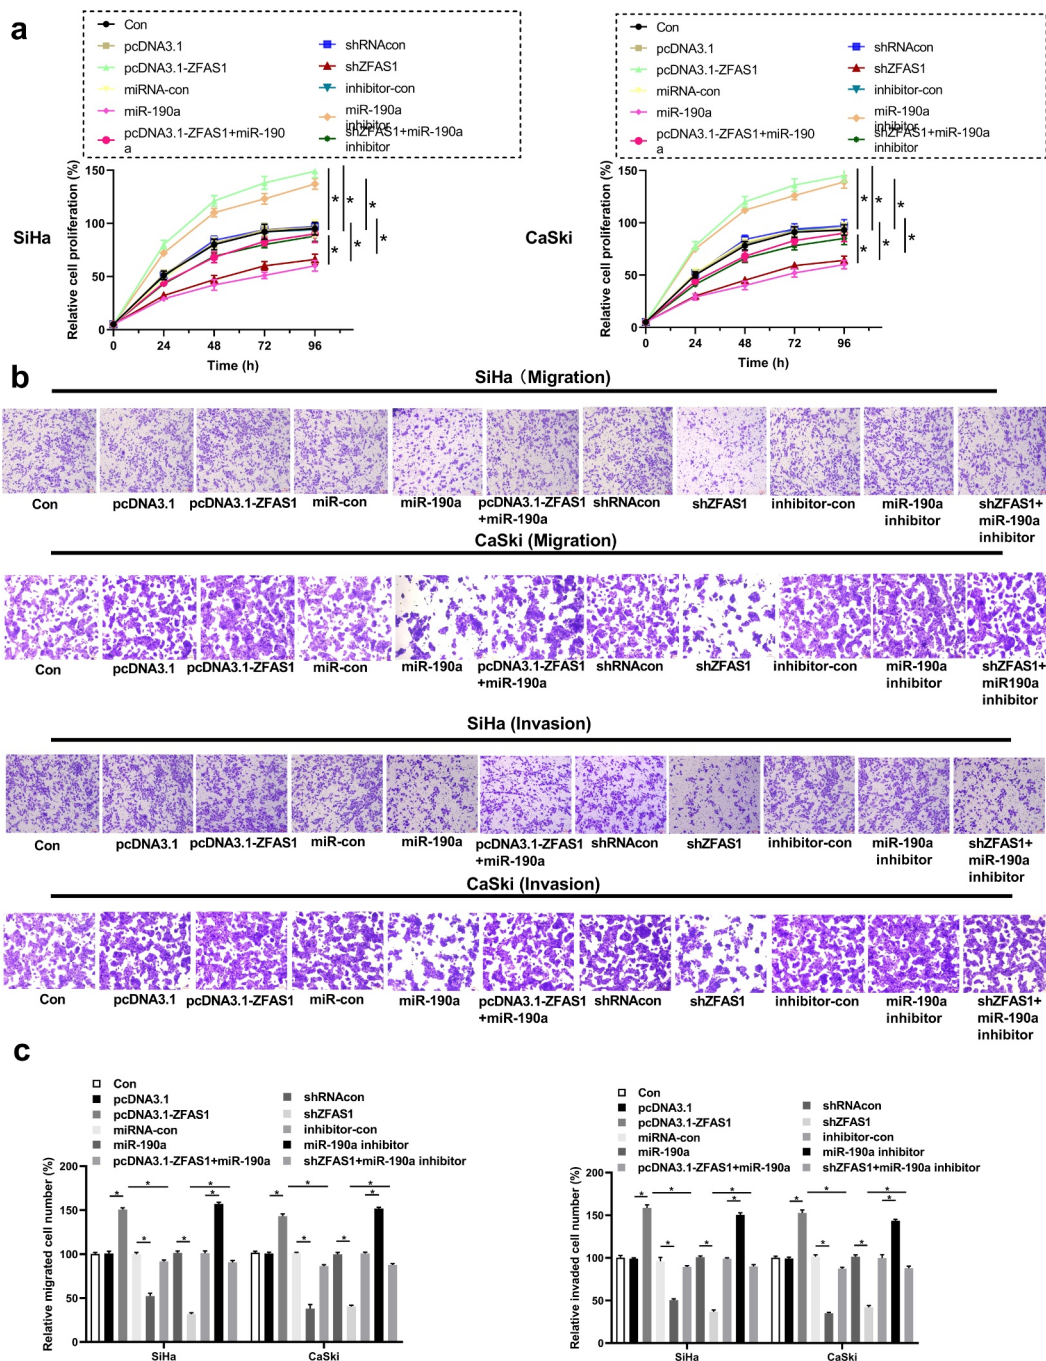 a
Con
pcDNA3.1
pcDNA3.1-ZFAS1
miRNA-con
miR-190a
pcDNA3.1-ZFAS1+miR-190
a
shRNAcon
shZFAS1
inhibitor-con
miR-190a
inhibitor
shZFAS1+miR-190a
inhibitor
Con
pcDNA3.1
pcDNA3.1-ZFAS1
miRNA-con
miR-190a
pcDNA3.1-ZFAS1+miR-190
a
shRNAcon
shZFAS1
inhibitor-con
miR-190a
inhibitor
shZFAS1+miR-190a
inhibitor
SiHa
Relative cell proliferation (%)
150
100
50
0
0 24 48 72 96
Time (h)
* * * * * *
CaSki
Relative cell proliferation (%)
150
100
50
0
0 24 48 72 96
Time (h)
* * * * * *
b
SiHa (Migration)
Con pcDNA3.1 pcDNA3.1-ZFAS1 miR-con miR-190a pcDNA3.1-ZFAS1 shRNAcon shZFAS1 inhibitor-con miR-190a shZFAS1+
+miR-190a inhibitor miR-190a
inhibitor
CaSki (Migration)
Con pcDNA3.1 pcDNA3.1-ZFAS1 miR-con miR-190a pcDNA3.1-ZFAS1 shRNAcon shZFAS1 inhibitor-con miR-190a shZFAS1+
+miR-190a inhibitor miR190a
inhibitor
SiHa (Invasion)
Con pcDNA3.1 pcDNA3.1-ZFAS1 miR-con miR-190a pcDNA3.1-ZFAS1 shRNAcon shZFAS1 inhibitor-con miR-190a shZFAS1+
+miR-190a inhibitor miR-190a
inhibitor
CaSki (Invasion)
Con pcDNA3.1 pcDNA3.1-ZFAS1 miR-con miR-190a pcDNA3.1-ZFAS1 shRNAcon shZFAS1 inhibitor-con miR-190a shZFAS1+
+miR-190a inhibitor miR-190a
inhibitor
c
Con
pcDNA3.1
pcDNA3.1-ZFAS1
miRNA-con
miR-190a
pcDNA3.1-ZFAS1+miR-190a
shRNAcon
shZFAS1
inhibitor-con
miR-190a inhibitor
shZFAS1+miR-190a inhibitor
Relative migrated cell number (%)
200
150
100
50
0
* * * * * * * * * * * *
SiHa CaSki
Con
pcDNA3.1
pcDNA3.1-ZFAS1
miRNA-con
miR-190a
pcDNA3.1-ZFAS1+miR-190a
shRNAcon
shZFAS1
inhibitor-con
miR-190a inhibitor
shZFAS1+miR-190a inhibitor
Relative invaded cell number (%)
200
150
100
50
0
* * * * * * * * * * * *
SiHa CaSki